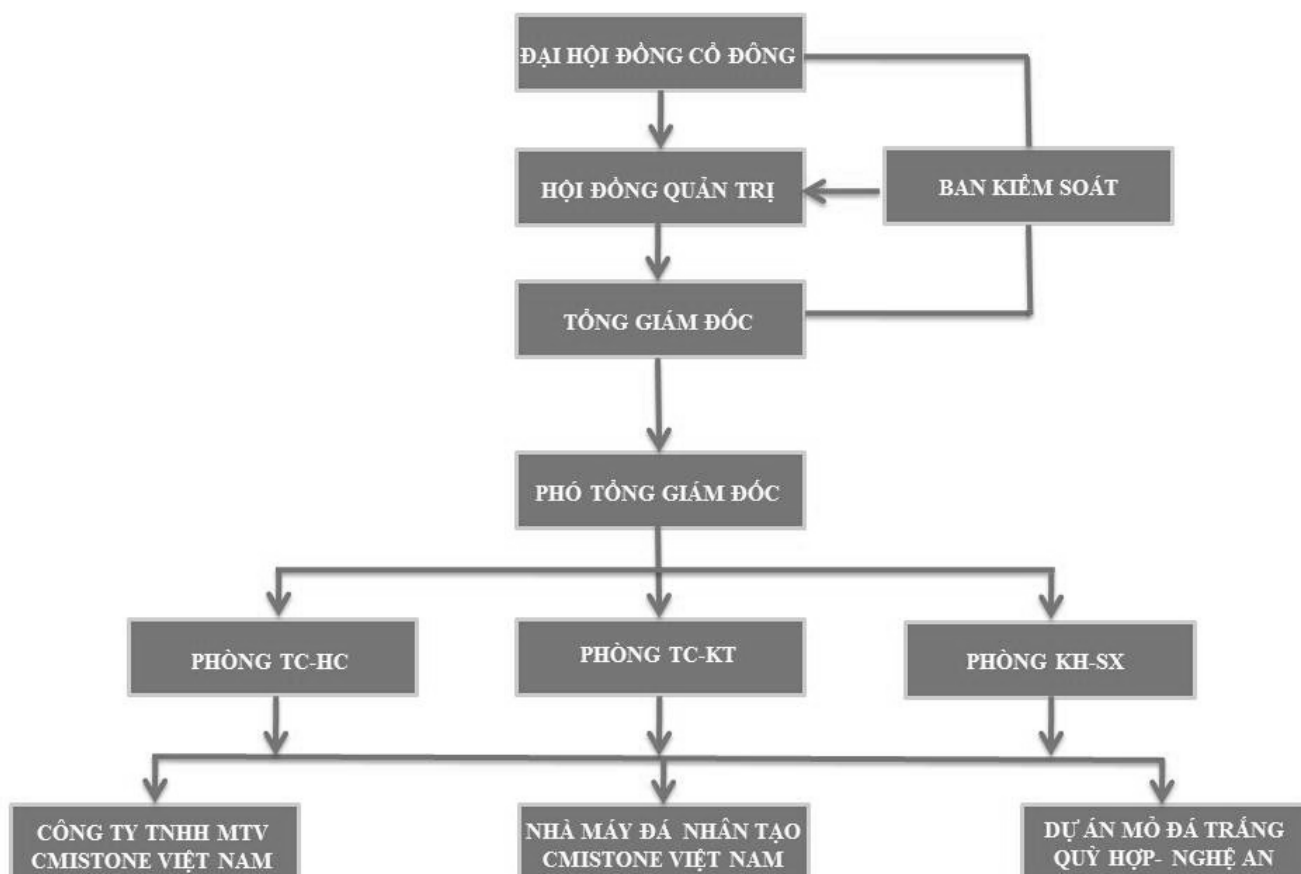 ĐẠI HỘI ĐỒNG CỔ ĐÔNG
HỘI ĐỒNG QUẢN TRỊ
BAN KIỂM SOÁT
TỔNG GIÁM ĐỐC
PHÓ TỔNG GIÁM ĐỐC
PHÒNG TC-HC
PHÒNG TC-KT
PHÒNG KH-SX
CÔNG TY TNHH MTV
CMISTONE VIỆT NAM
NHÀ MÁY ĐÁ NHÂN TẠO
CMISTONE VIỆT NAM
DỰ ÁN MỎ ĐÁ TRẮNG
QUỲ HỢP- NGHỆ AN